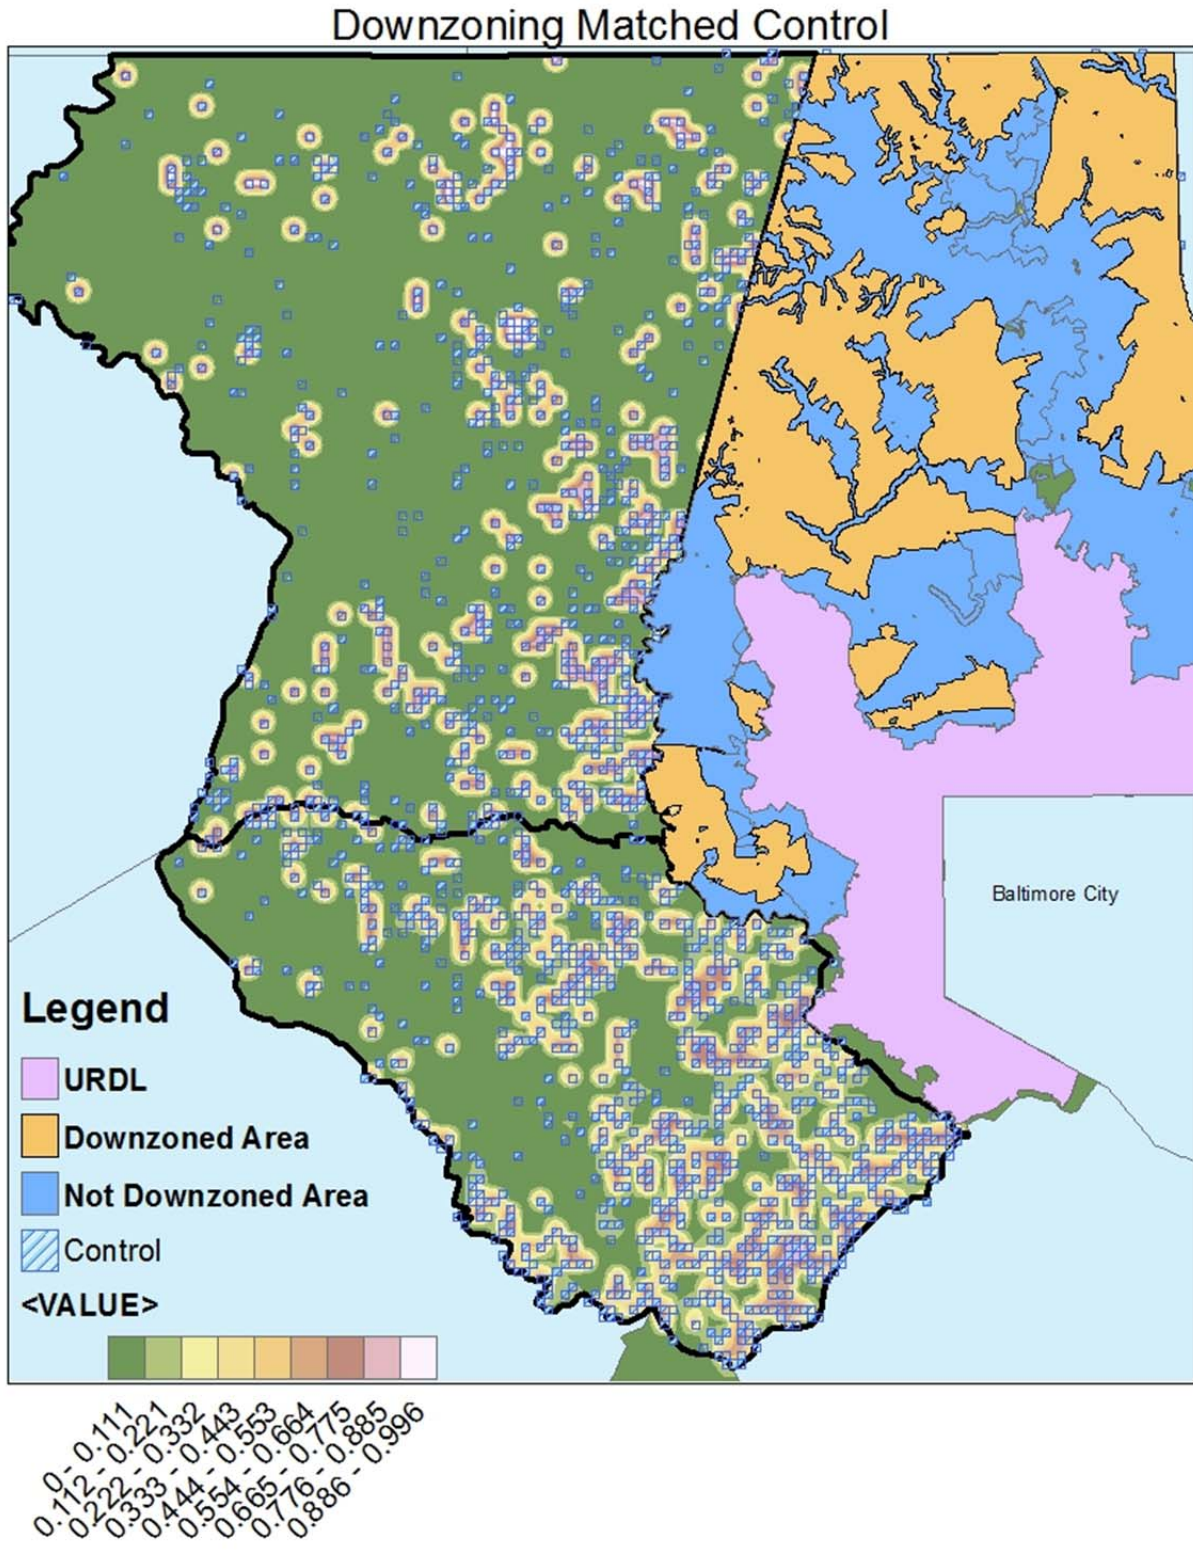 Downzoning Matched Control
Baltimore City
Legend
URDL
Downzoned Area
Not Downzoned Area
Control
<VALUE>
0 - 0.111
0.112 - 0.221
0.222 - 0.332
0.333 - 0.443
0.444 - 0.553
0.554 - 0.664
0.665 - 0.775
0.776 - 0.885
0.886 - 0.996